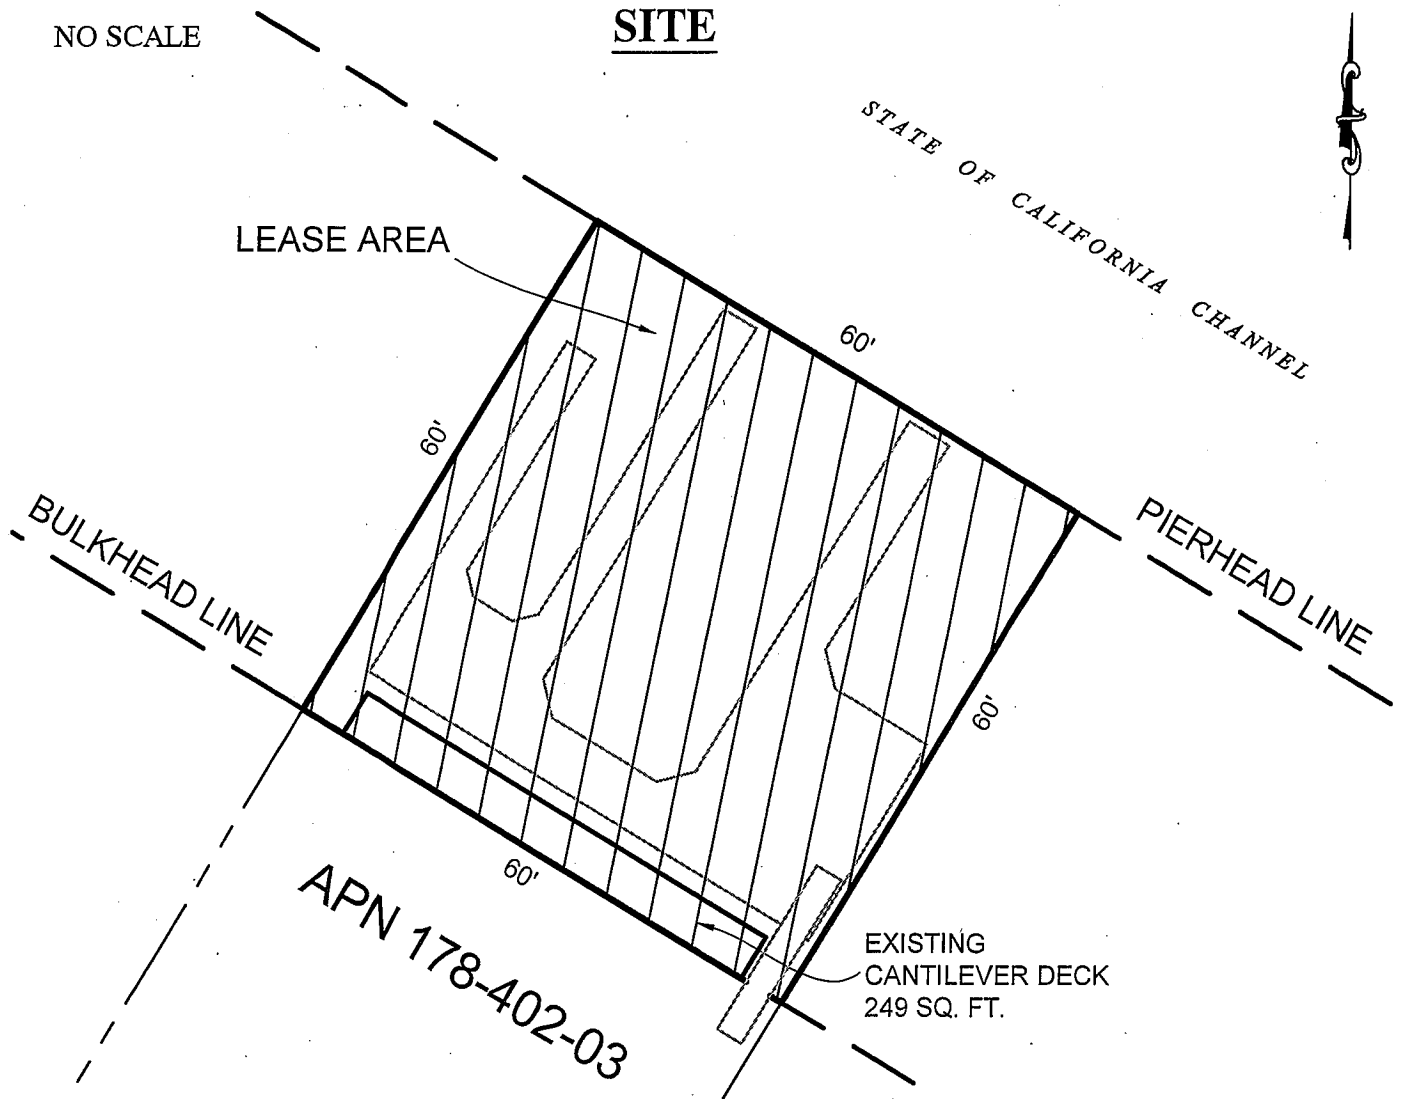 NO SCALE
SITE
STATE OF CALIFORNIA CHANNEL
LEASE AREA
60'
60'
BULKHEAD LINE
PIERHEAD LINE
60'
60'
APN 178-402-03
EXISTING
CANTILEVER DECK
249 SQ. FT.